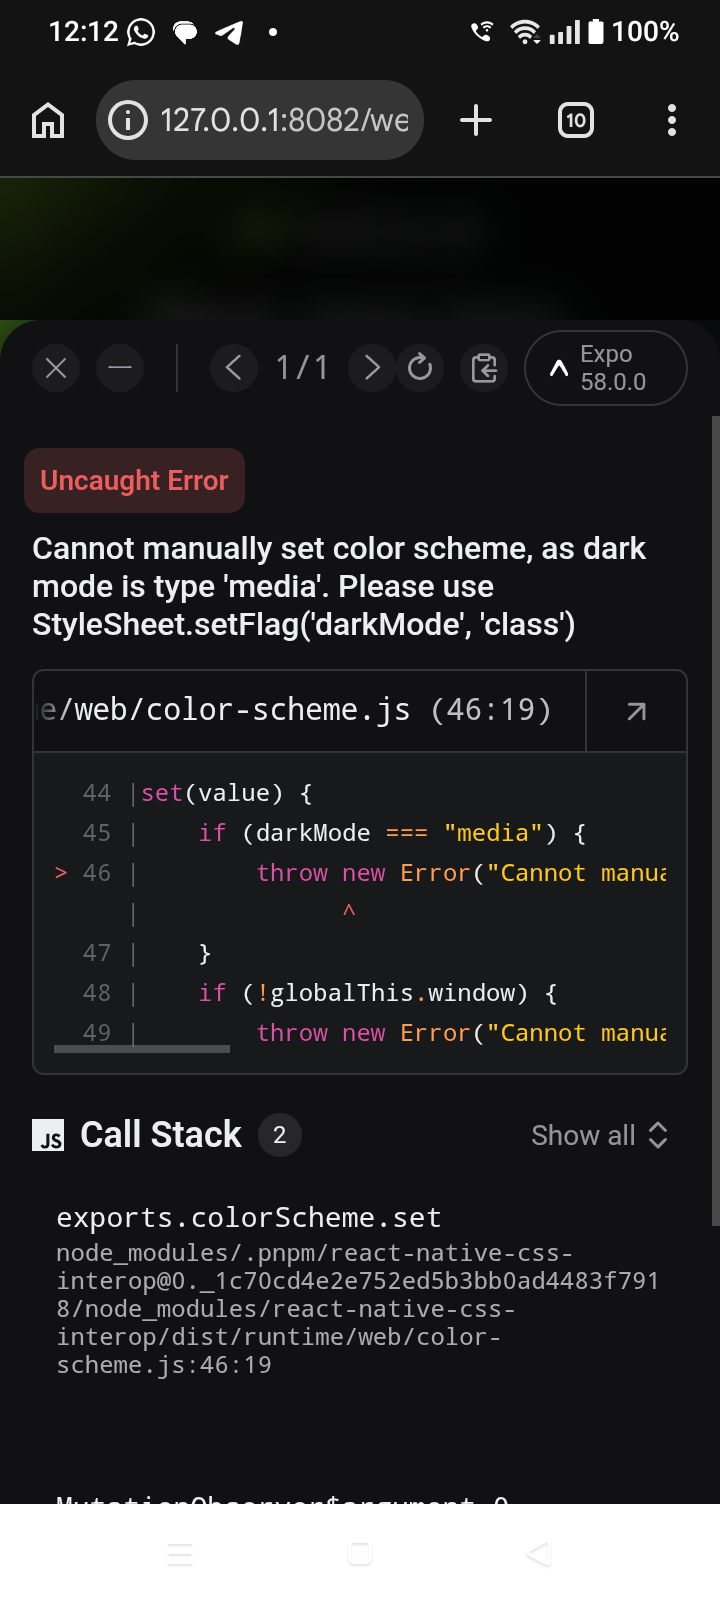 12:12
100%
127.0.0.1:8082/we
10
1/1
Expo
58.0.0
Uncaught Error
Cannot manually set color scheme, as dark
mode is type 'media'. Please use
StyleSheet.setFlag('darkMode', 'class')
e/web/color-scheme.js (46:19)
44 |set(value) {
45 |    if (darkMode === "media") {
> 46 |        throw new Error("Cannot manua
|              ^
47 |    }
48 |    if (!globalThis.window) {
49 |        throw new Error("Cannot manua
JS Call Stack 2 Show all
exports.colorScheme.set
node_modules/.pnpm/react-native-css-
interop@0._1c70cd4e2e752ed5b3bb0ad4483f791
8/node_modules/react-native-css-
interop/dist/runtime/web/color-
scheme.js:46:19
MutationObserver$argument_0